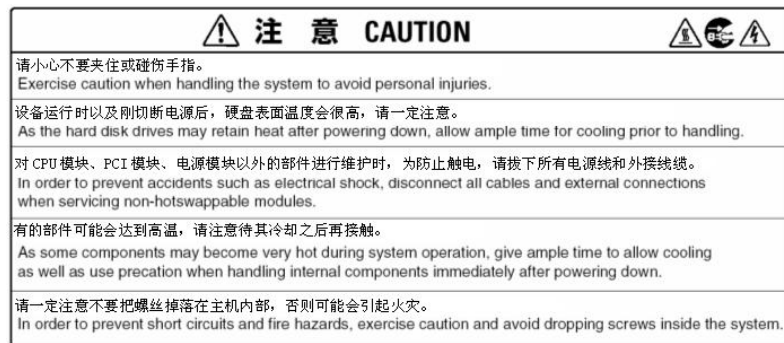 注 意 CAUTION
请小心不要夹住或碰伤手指。
Exercise caution when handling the system to avoid personal injuries.
设备运行时以及刚切断电源后，硬盘表面温度会很高，请一定注意。
As the hard disk drives may retain heat after powering down, allow ample time for cooling prior to handling.
对CPU模块、PCI模块、电源模块以外的部件进行维护时，为防止触电，请拔下所有电源线和外接线缆。
In order to prevent accidents such as electrical shock, disconnect all cables and external connections
when servicing non-hotswappable modules.
有的部件可能会达到高温，请注意待其冷却之后再接触。
As some components may become very hot during system operation, give ample time to allow cooling
as well as use precation when handling internal components immediately after powering down.
请一定注意不要把螺丝掉落在主机内部，否则可能会引起火灾。
In order to prevent short circuits and fire hazards, exercise caution and avoid dropping screws inside the system.